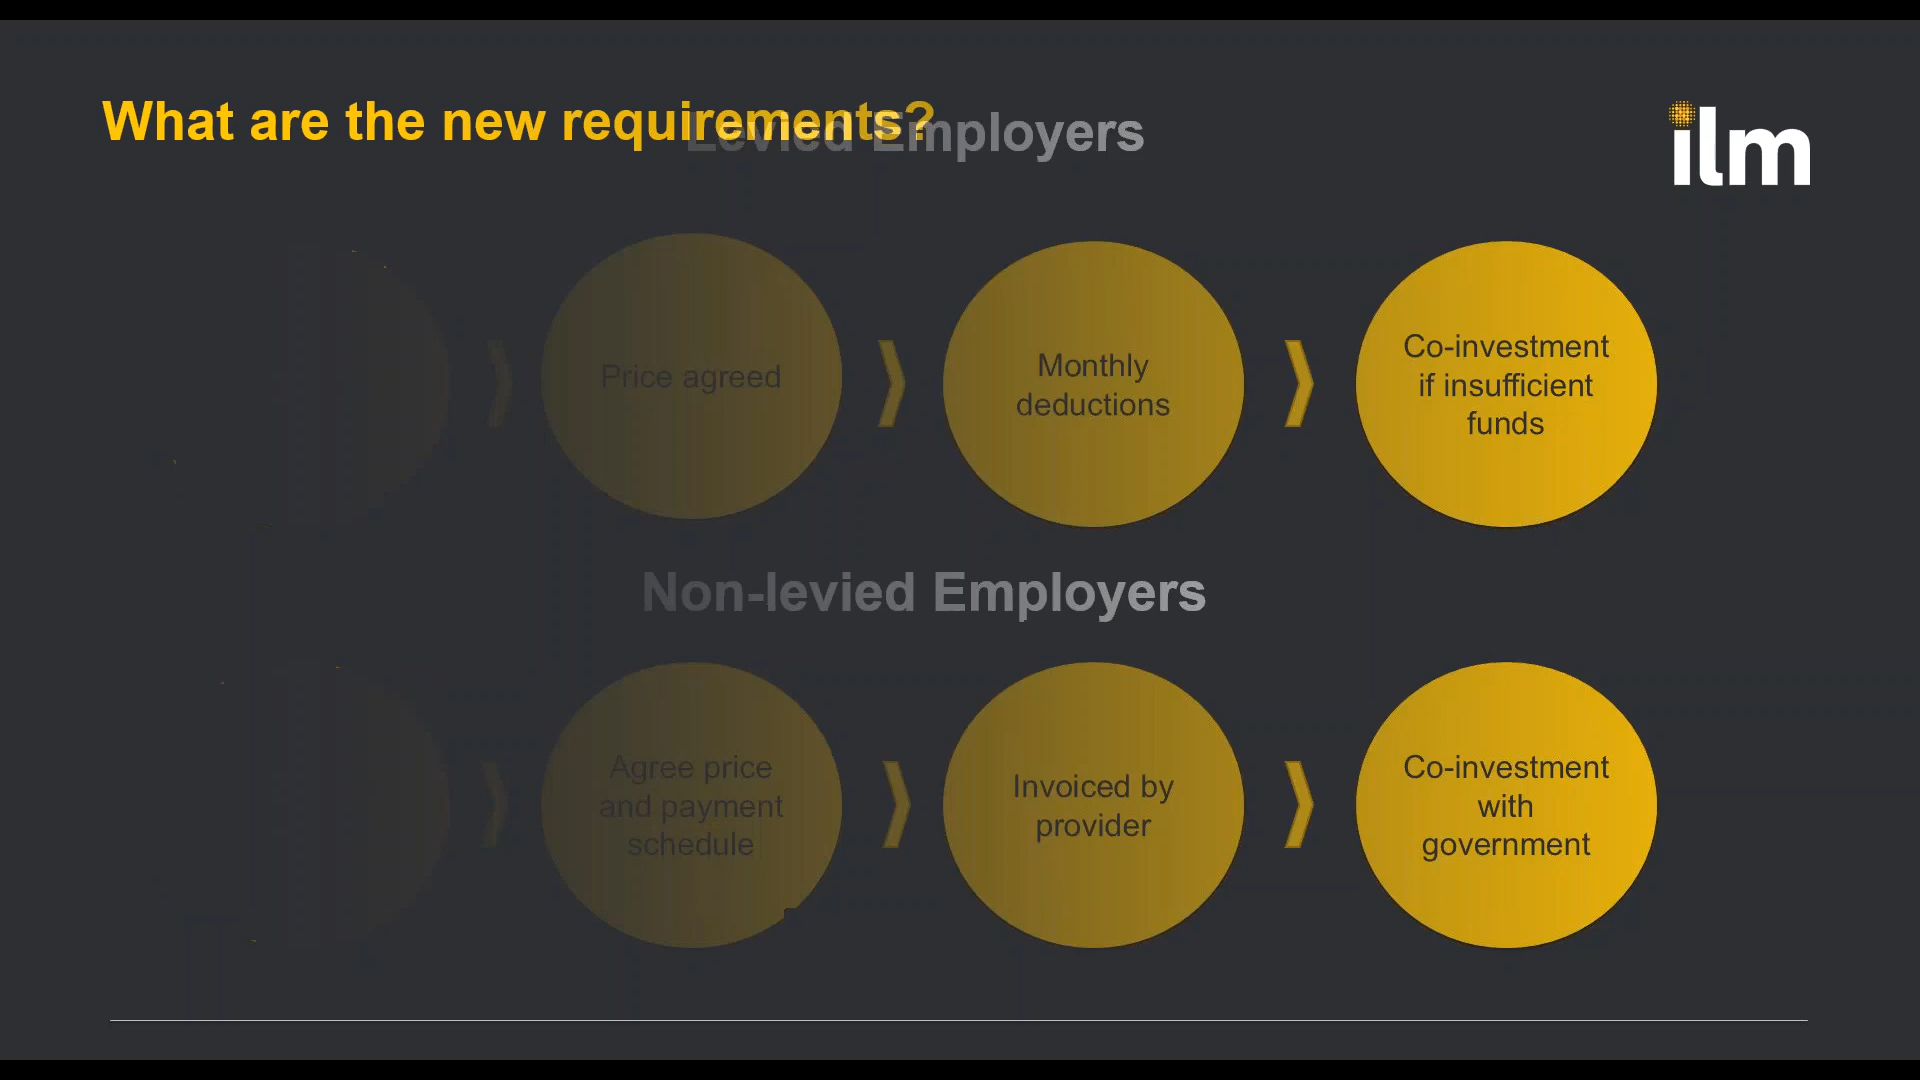 What are the new requirements?
Levied Employers
ilm
Price agreed
Monthly
deductions
Co-investment
if insufficient
funds
Non-levied Employers
Agree price
and payment
schedule
Invoiced by
provider
Co-investment
with
government